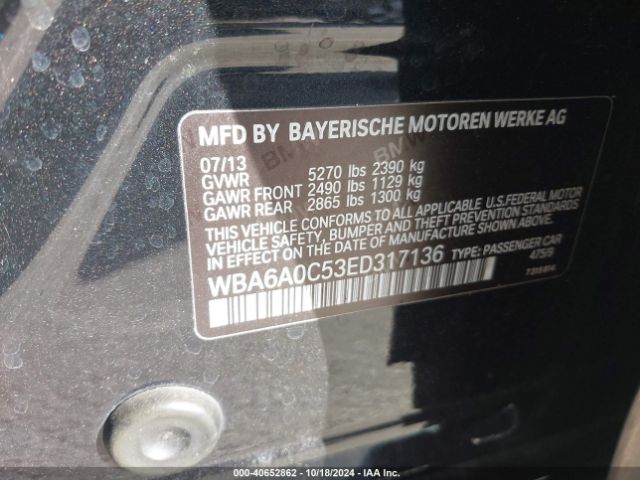 MFD BY BAYERISCHE MOTOREN WERKE AG
07/13
GVWR 5270 lbs 2390 kg
GAWR FRONT 2490 lbs 1129 kg
GAWR REAR 2865 lbs 1300 kg
THIS VEHICLE CONFORMS TO ALL APPLICABLE U.S.FEDERAL MOTOR
VEHICLE SAFETY, BUMPER AND THEFT PREVENTION STANDARDS
IN EFFECT ON THE DATE OF MANUFACTURE SHOWN ABOVE.
WBA6A0C53ED317136 TYPE: PASSENGER CAR
475/9
000-40652862 - 10/18/2024 - IAA Inc.